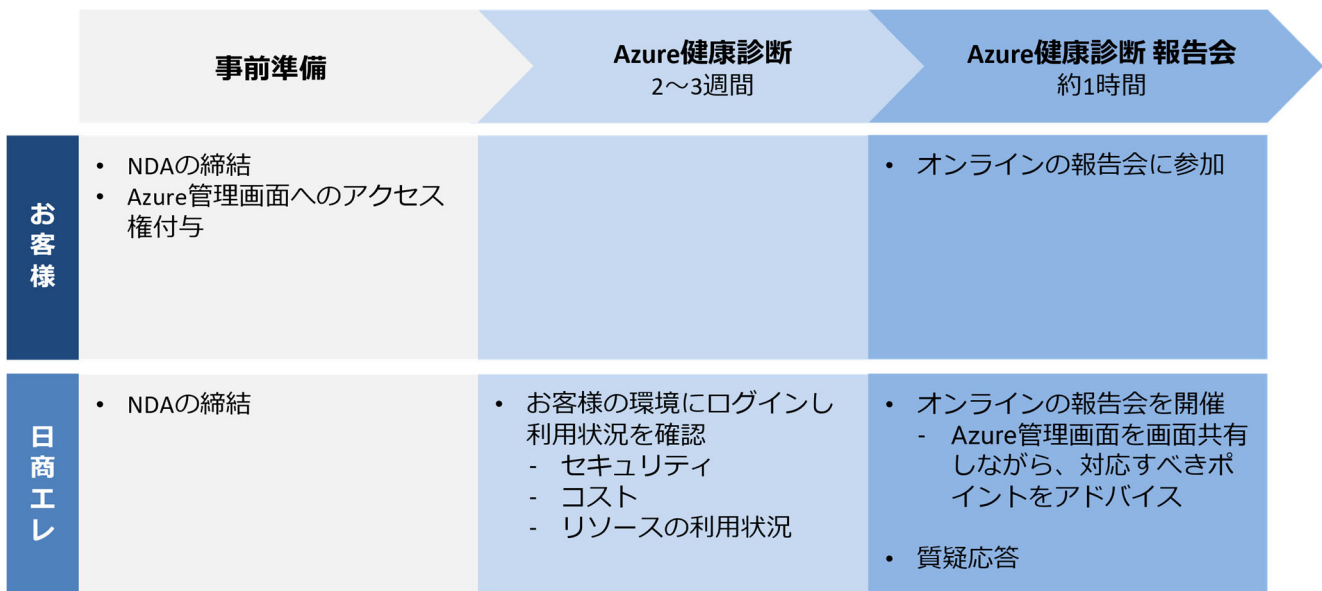 事前準備
Azure健康診断
2～3週間
Azure健康診断 報告会
約1時間
お客様
• NDAの締結
• Azure管理画面へのアクセス
権付与
• オンラインの報告会に参加
日商エレ
• NDAの締結
• お客様の環境にログインし
利用状況を確認
- セキュリティ
- コスト
- リソースの利用状況
• オンラインの報告会を開催
- Azure管理画面を画面共有
しながら、対応すべきポ
イントをアドバイス
• 質疑応答